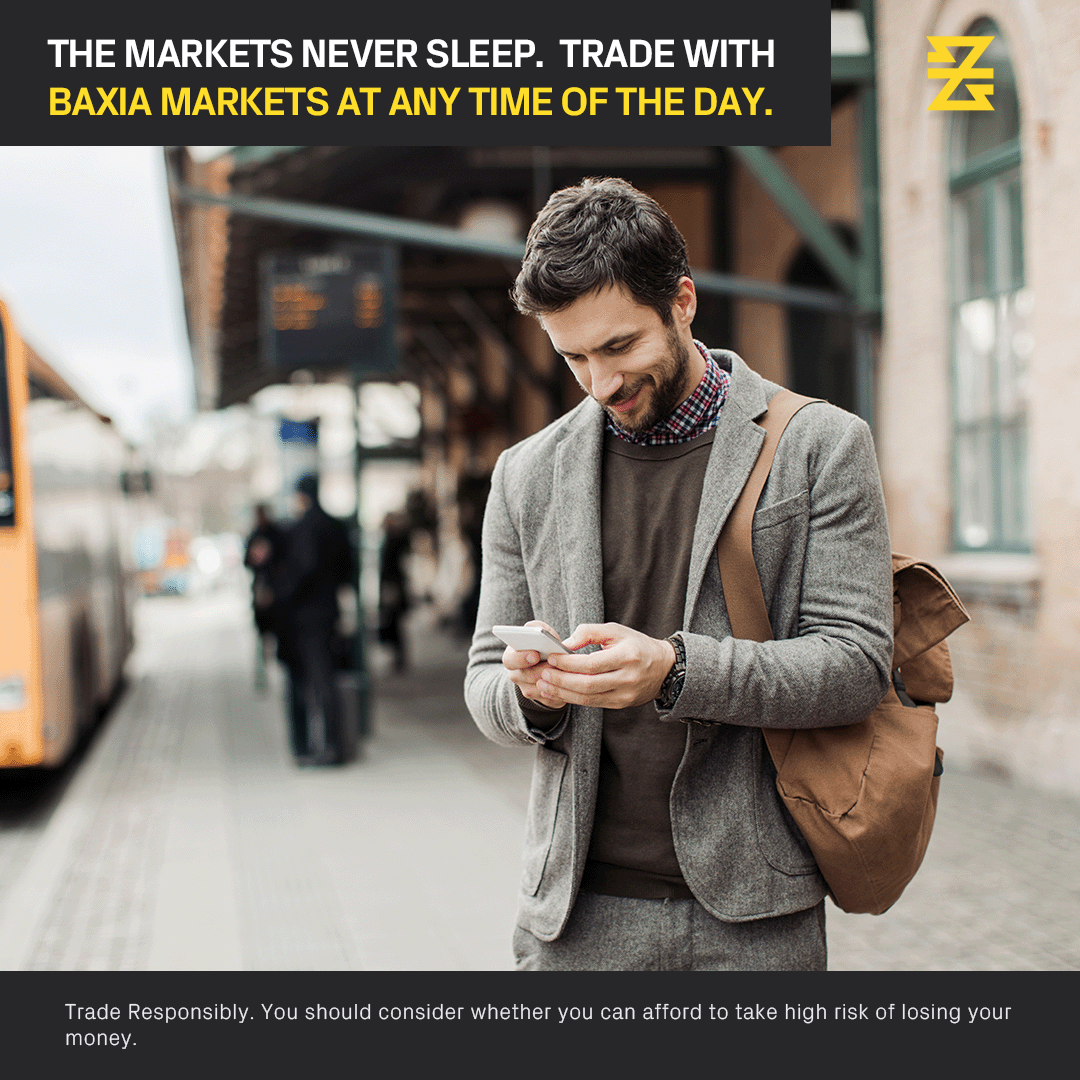 THE MARKETS NEVER SLEEP.  TRADE WITH
BAXIA MARKETS AT ANY TIME OF THE DAY.
Trade Responsibly. You should consider whether you can afford to take high risk of losing your
money.